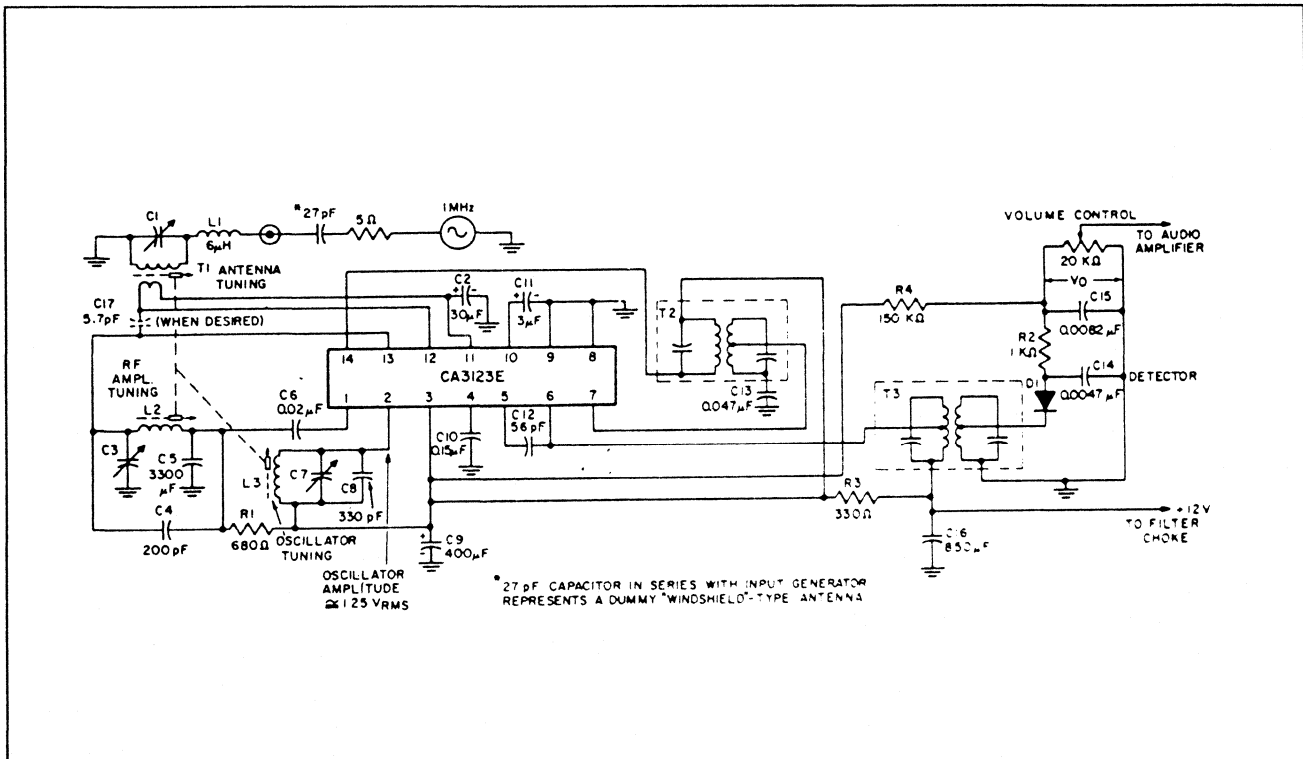 C1
L1
6μH
*27pF
5Ω
1MHz
T1 ANTENNA
TUNING
C17
5.7pF
(WHEN DESIRED)
C2
30μF
C11
3μF
+ -
+ -
14 13 12 11 10 9 8
CA3123E
1 2 3 4 5 6 7
RF
AMPL.
TUNING
L2
C6
0.02μF
C3
C5
3300
μF
C4
200pF
R1
680Ω
L3
OSCILLATOR
TUNING
C7
C8
330pF
OSCILLATOR
AMPLITUDE
≅ 1.25 VRMS
+
C9
400μF
C10
0.15μF
C12
56pF
T2
C13
0.047μF
R4
150 KΩ
VOLUME CONTROL
TO AUDIO
AMPLIFIER
20 KΩ
VO
C15
0.0082μF
R2
1 KΩ
C14
0.0047μF
DETECTOR
D1
T3
R3
330Ω
C16
850μF
+12V
TO FILTER
CHOKE
*27pF CAPACITOR IN SERIES WITH INPUT GENERATOR
REPRESENTS A DUMMY "WINDSHIELD"-TYPE ANTENNA